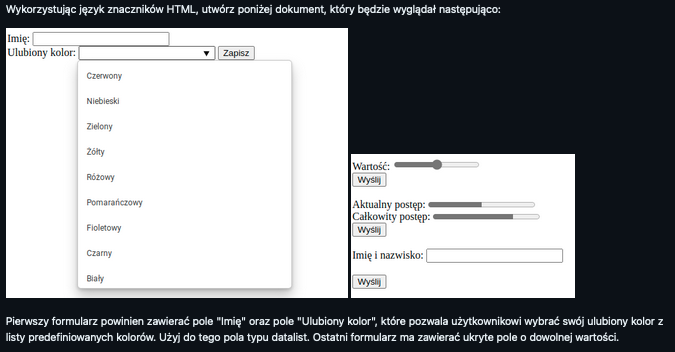 Wykorzystując język znaczników HTML, utwórz poniżej dokument, który będzie wyglądał następująco:
Imię:
Ulubiony kolor: Zapisz
Czerwony
Niebieski
Zielony
Żółty
Różowy
Pomarańczowy
Fioletowy
Czarny
Biały
Wartość:
Wyślij
Aktualny postęp:
Całkowity postęp:
Wyślij
Imię i nazwisko:
Wyślij
Pierwszy formularz powinien zawierać pole "Imię" oraz pole "Ulubiony kolor", które pozwala użytkownikowi wybrać swój ulubiony kolor z
listy predefiniowanych kolorów. Użyj do tego pola typu datalist. Ostatni formularz ma zawierać ukryte pole o dowolnej wartości.